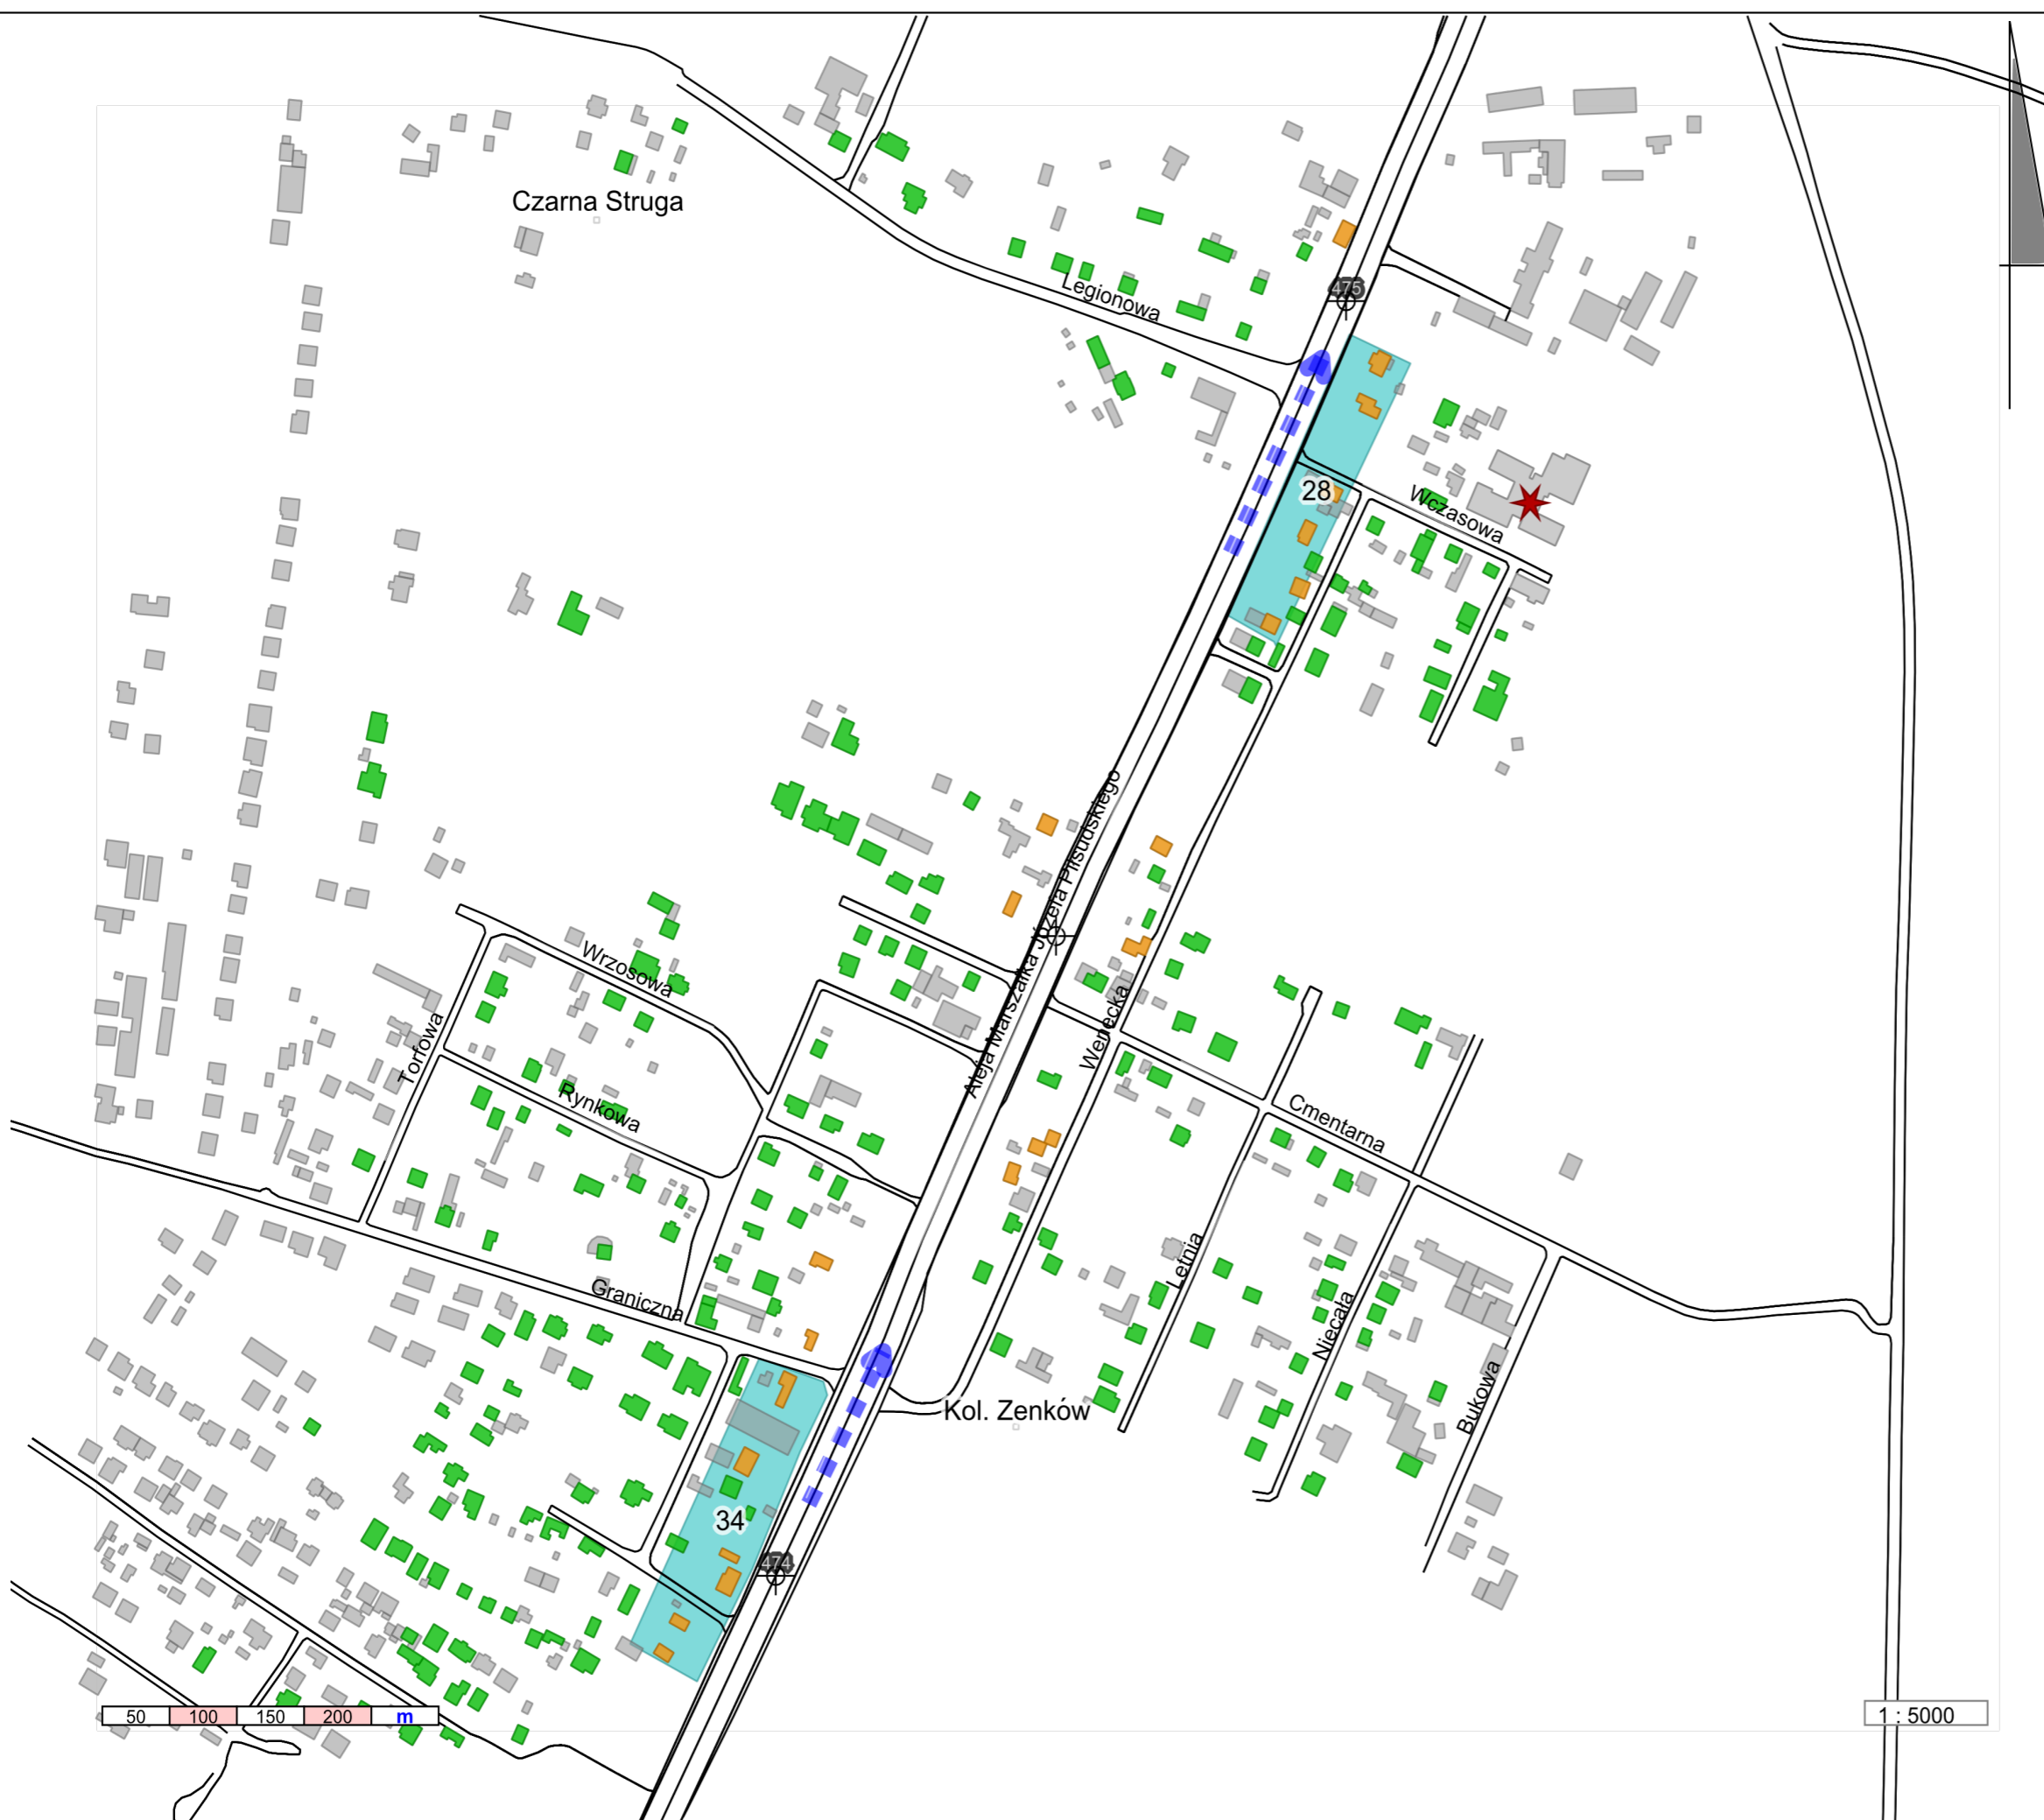 Czarna Struga
Legionowa
475
28
Wczasowa
Aleja Marszałka Józefa Piłsudskiego
Wrzosowa
Torfowa
Wenecka
Rynkowa
Cmentarna
Letnia
Graniczna
Niecała
Bukowa
Kol. Zenków
34
474
50 100 150 200 m
1 : 5000